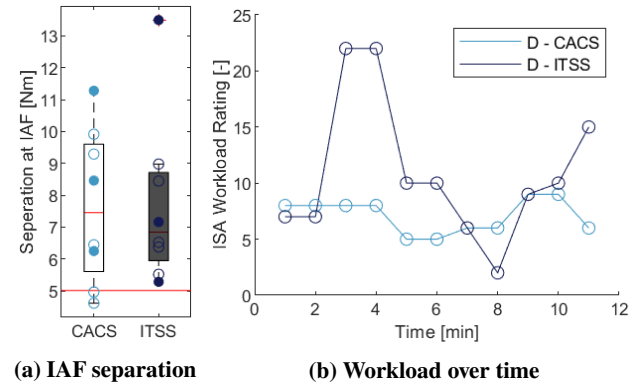 Seperation at IAF [Nm]
13
12
11
10
9
8
7
6
5
CACS ITSS
(a) IAF separation
ISA Workload Rating [-]
25
20
15
10
5
0
0 2 4 6 8 10 12
Time [min]
D - CACS
D - ITSS
(b) Workload over time